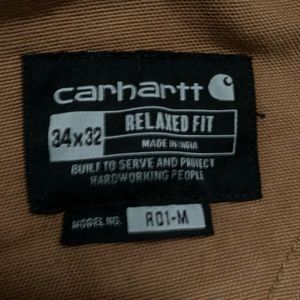 carhartt
34x32 RELAXED FIT
MADE IN INDIA
BUILT TO SERVE AND PROTECT
HARDWORKING PEOPLE
MODEL NO. R01-M